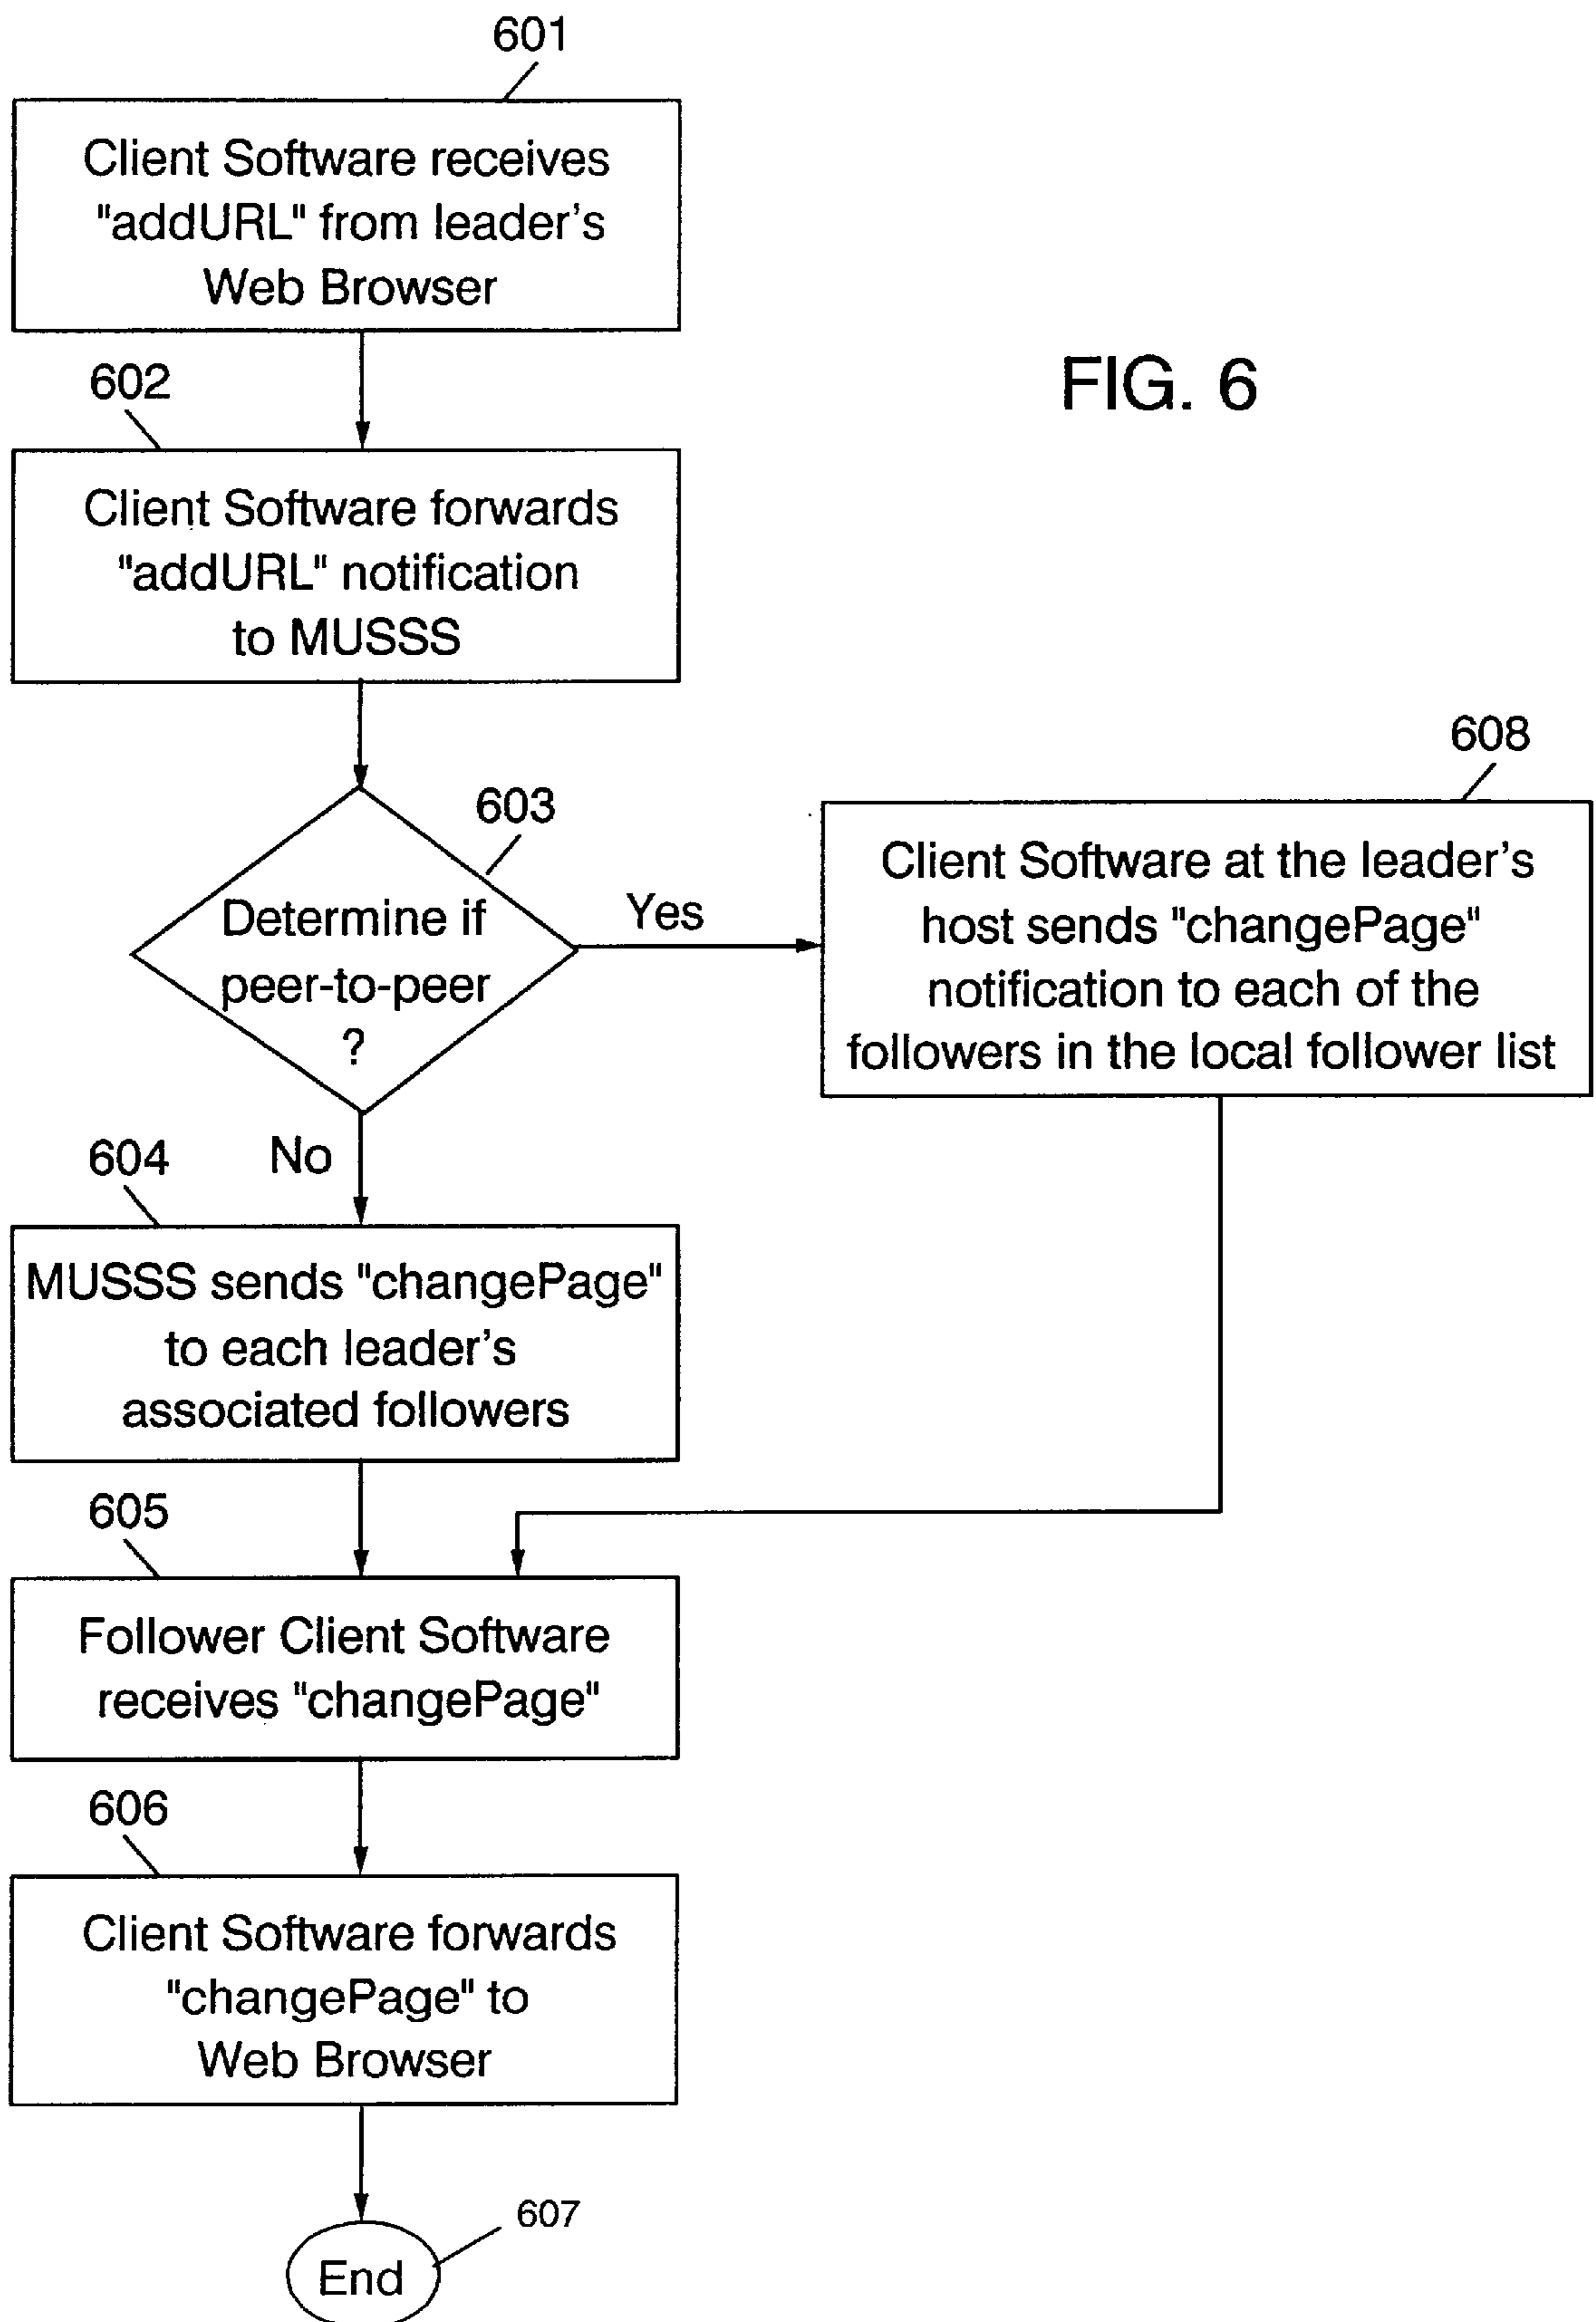 601
Client Software receives
"addURL" from leader's
Web Browser
FIG. 6
602
Client Software forwards
"addURL" notification
to MUSSS
603
Determine if
peer-to-peer
?
Yes
608
Client Software at the leader's
host sends "changePage"
notification to each of the
followers in the local follower list
No
604
MUSSS sends "changePage"
to each leader's
associated followers
605
Follower Client Software
receives "changePage"
606
Client Software forwards
"changePage" to
Web Browser
607
End